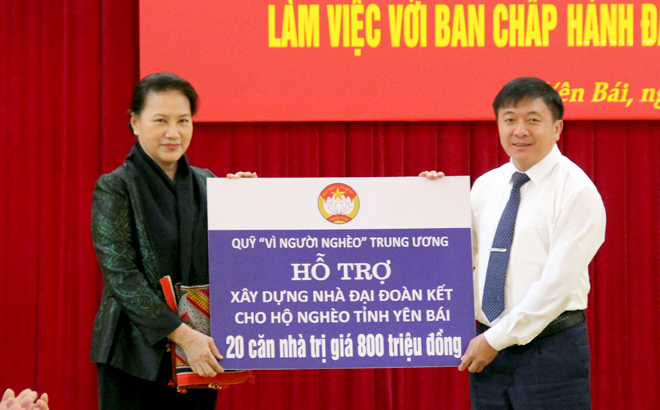 LÀM VIỆC VỚI BAN CHẤP HÀNH
Yên Bái,
QUỸ "VÌ NGƯỜI NGHÈO" TRUNG ƯƠNG
HỖ TRỢ
XÂY DỰNG NHÀ ĐẠI ĐOÀN KẾT
CHO HỘ NGHÈO TỈNH YÊN BÁI
20 căn nhà trị giá 800 triệu đồng